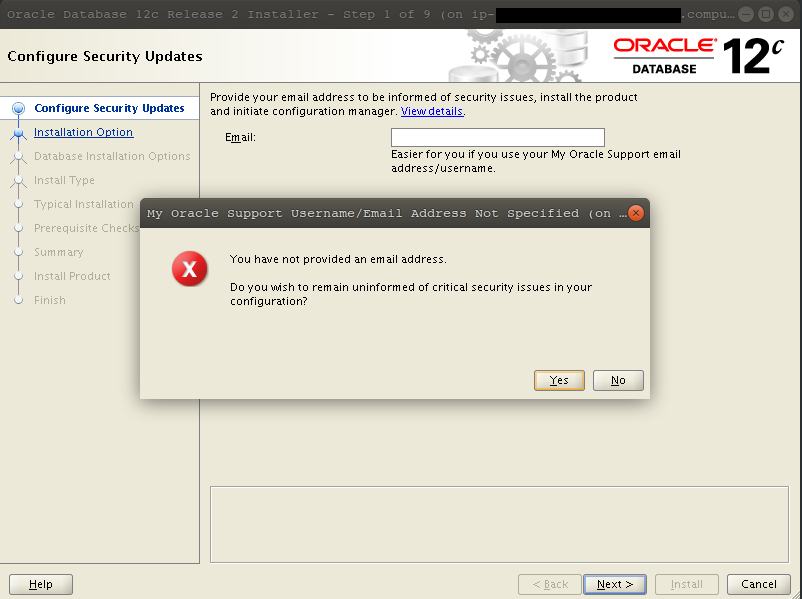 Oracle Database 12c Release 2 Installer - Step 1 of 9 (on ip- .compu...
Configure Security Updates
ORACLE®
DATABASE
12c
Configure Security Updates
Installation Option
Database Installation Options
Install Type
Typical Installation
Prerequisite Checks
Summary
Install Product
Finish
Provide your email address to be informed of security issues, install the product
and initiate configuration manager. View details.
Email:
Easier for you if you use your My Oracle Support email
address/username.
My Oracle Support Username/Email Address Not Specified (on ...
X
You have not provided an email address.
Do you wish to remain uninformed of critical security issues in your
configuration?
Yes
No
Help
< Back
Next >
Install
Cancel